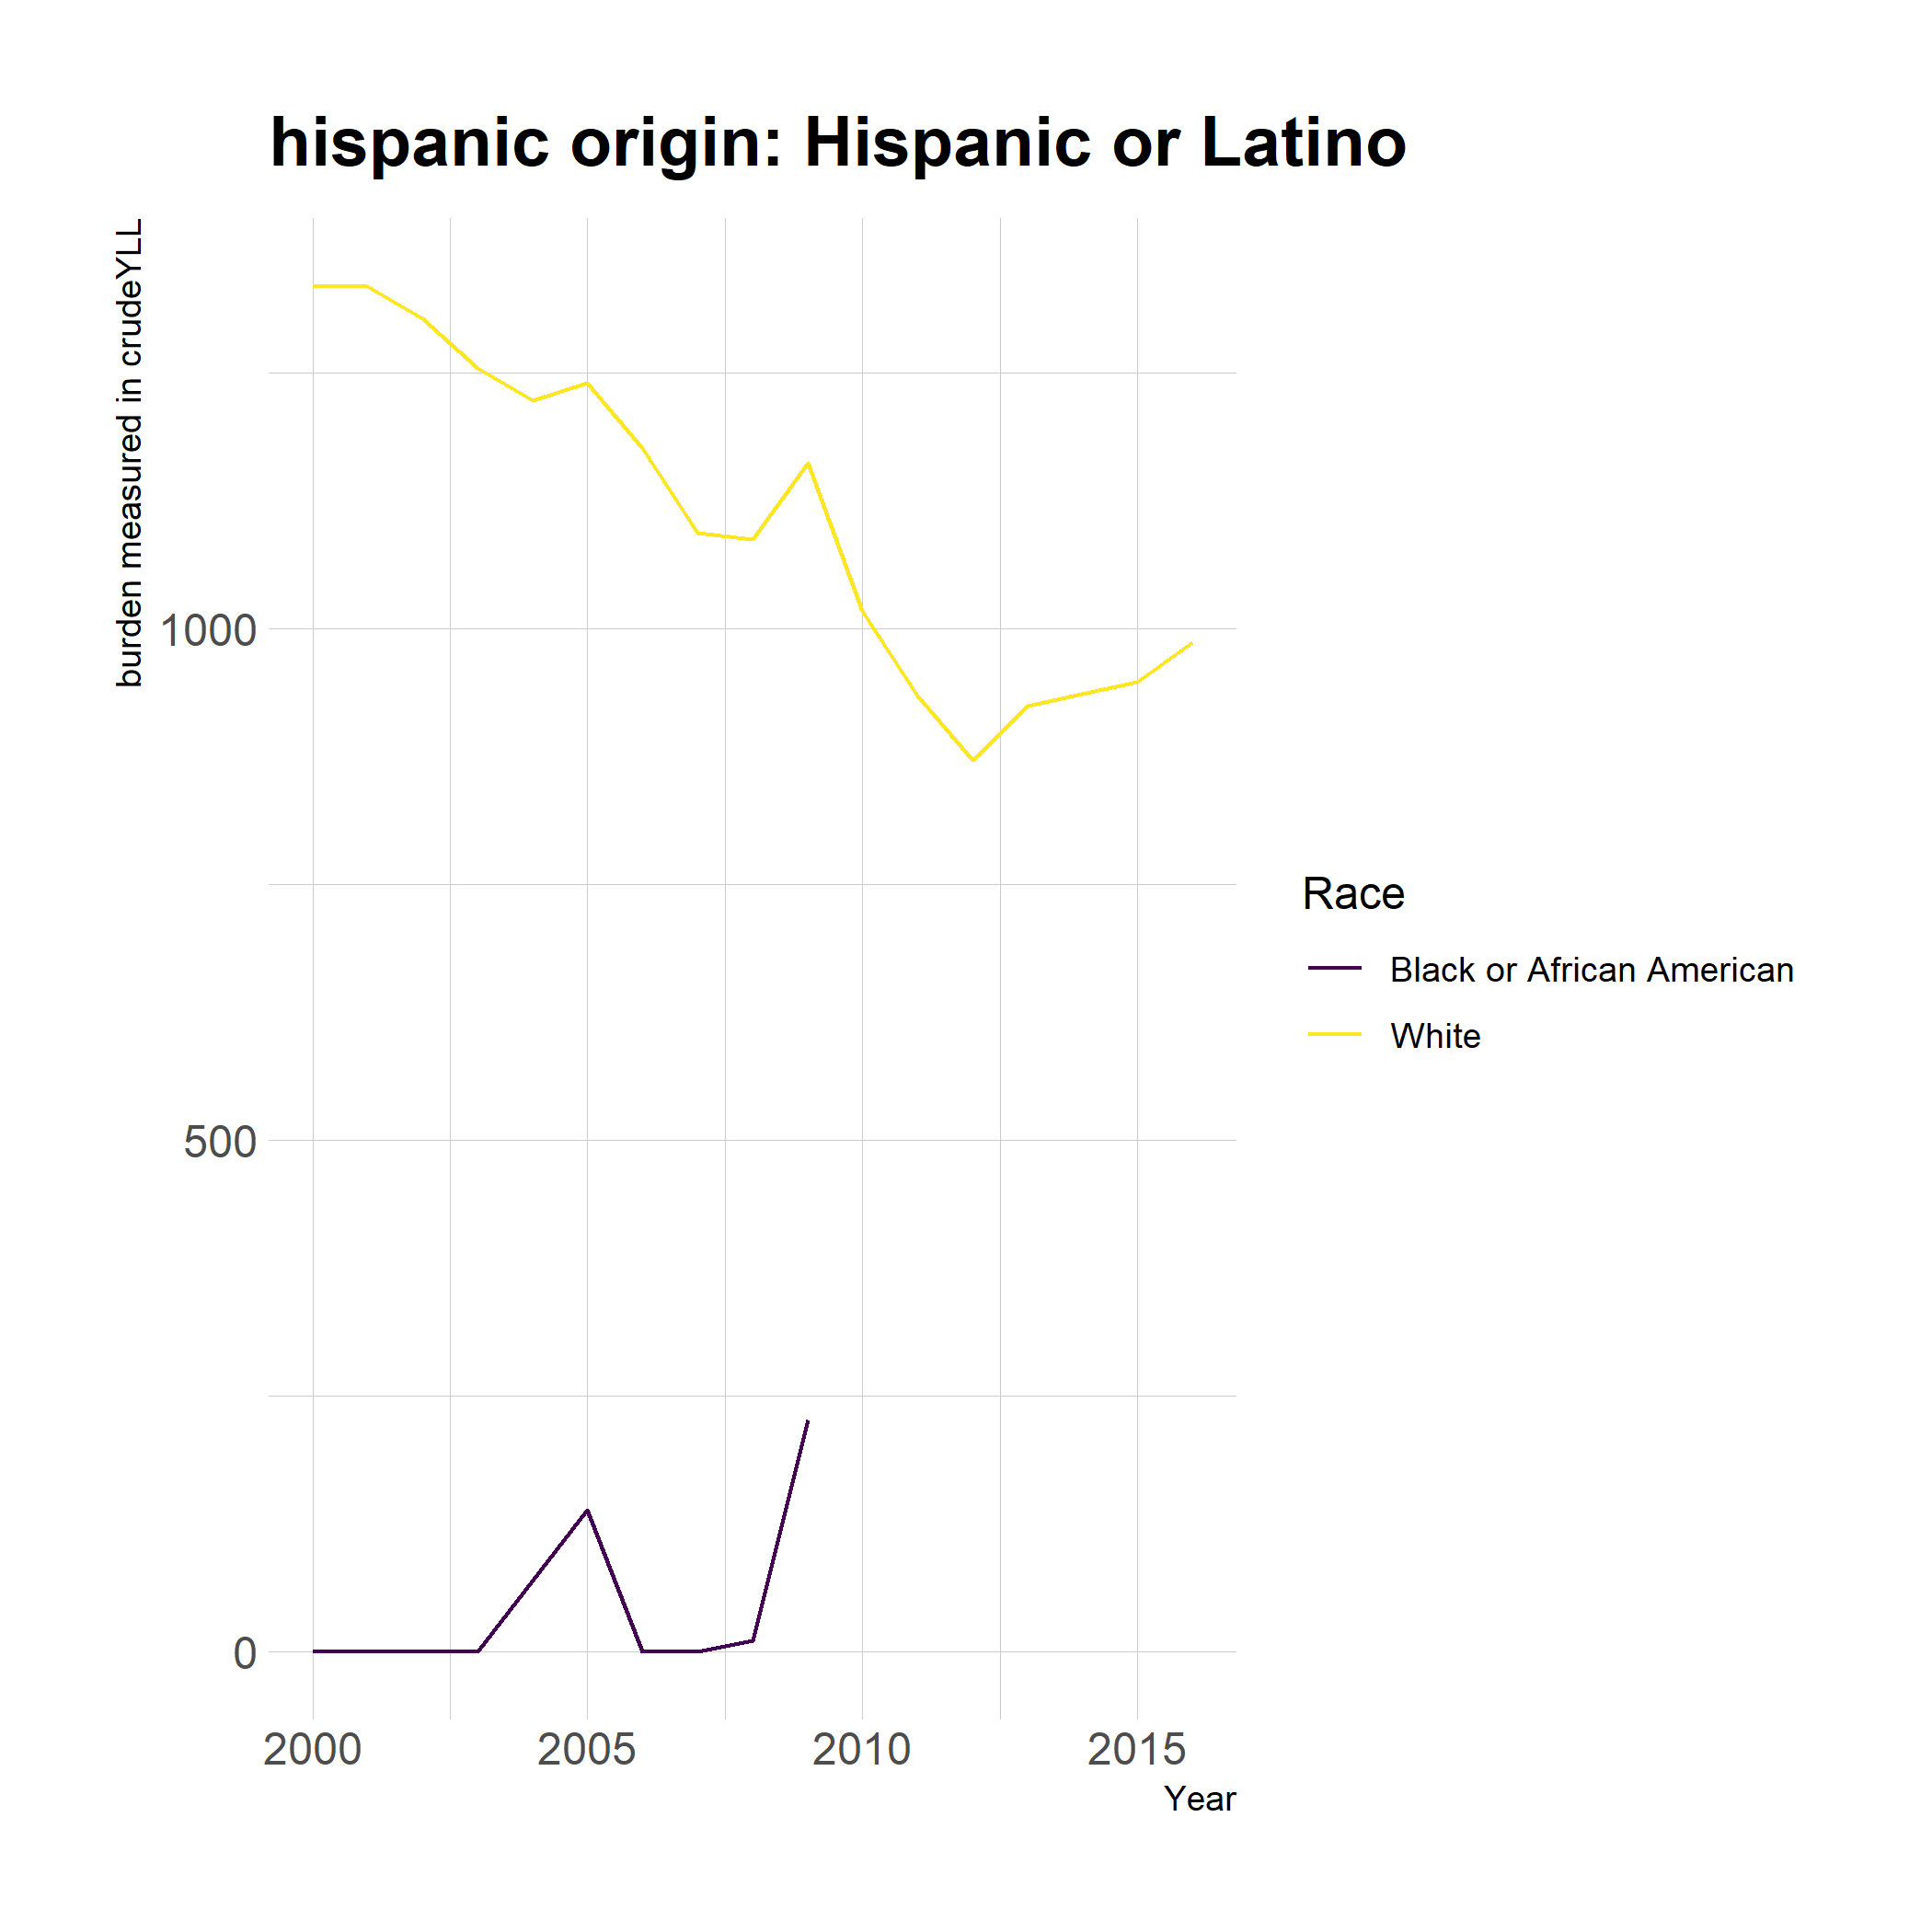 hispanic origin: Hispanic or Latino
burden measured in crudeYLL
1000
500
0
2000 2005 2010 2015
Year
Race
Black or African American
White